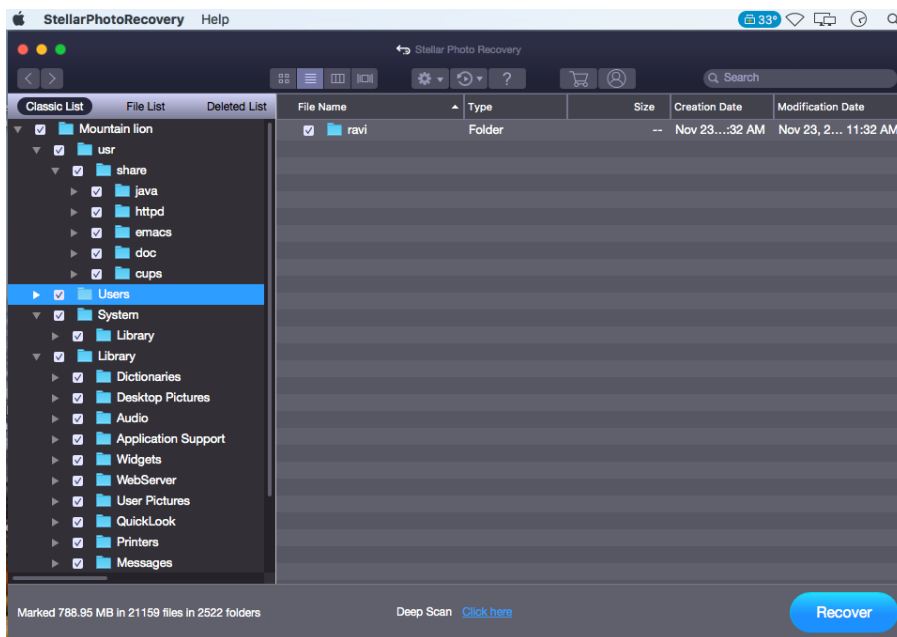 StellarPhotoRecovery Help 33°
Stellar Photo Recovery
Search
Classic List File List Deleted List
File Name Type Size Creation Date Modification Date
ravi Folder -- Nov 23...:32 AM Nov 23, 2... 11:32 AM
Mountain lion
usr
share
java
httpd
emacs
doc
cups
Users
System
Library
Library
Dictionaries
Desktop Pictures
Audio
Application Support
Widgets
WebServer
User Pictures
QuickLook
Printers
Messages
Marked 788.95 MB in 21159 files in 2522 folders Deep Scan Click here Recover